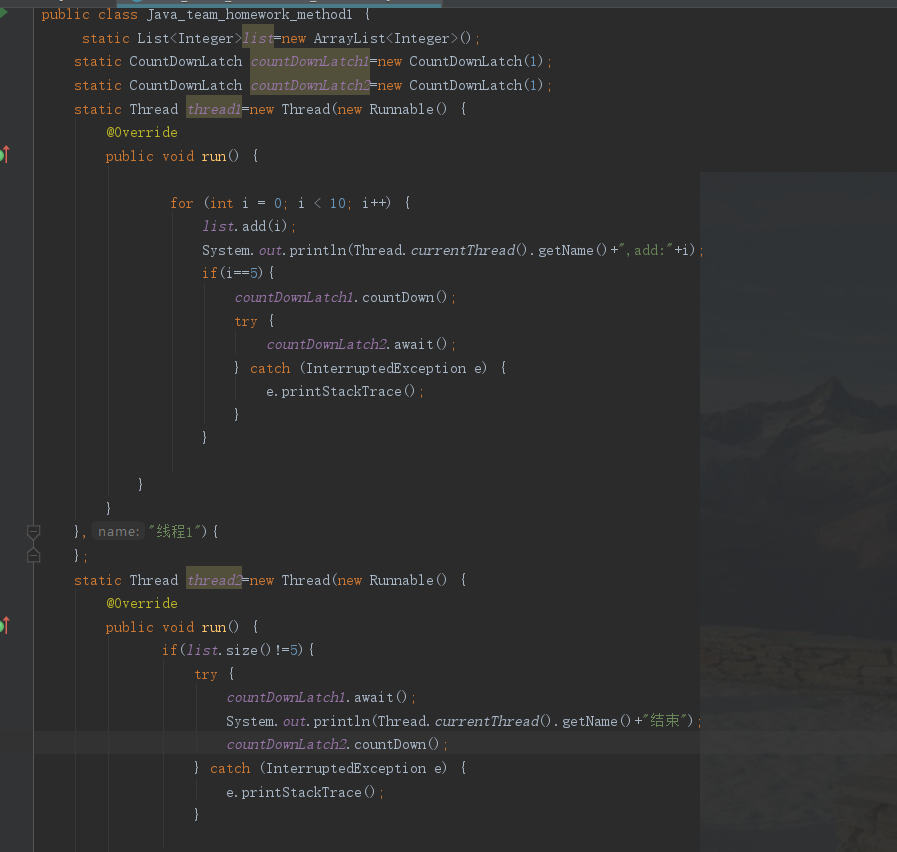 public class Java_team_homework_method1 {
static List<Integer>list=new ArrayList<Integer>();
static CountDownLatch countDownLatch1=new CountDownLatch(1);
static CountDownLatch countDownLatch2=new CountDownLatch(1);
static Thread thread1=new Thread(new Runnable() {
@Override
public void run() {
for (int i = 0; i < 10; i++) {
list.add(i);
System.out.println(Thread.currentThread().getName()+",add:"+i);
if(i==5){
countDownLatch1.countDown();
try {
countDownLatch2.await();
} catch (InterruptedException e) {
e.printStackTrace();
}
}
}
}
}, name: "线程1"){
};
static Thread thread2=new Thread(new Runnable() {
@Override
public void run() {
if(list.size()!=5){
try {
countDownLatch1.await();
System.out.println(Thread.currentThread().getName()+"结束");
countDownLatch2.countDown();
} catch (InterruptedException e) {
e.printStackTrace();
}